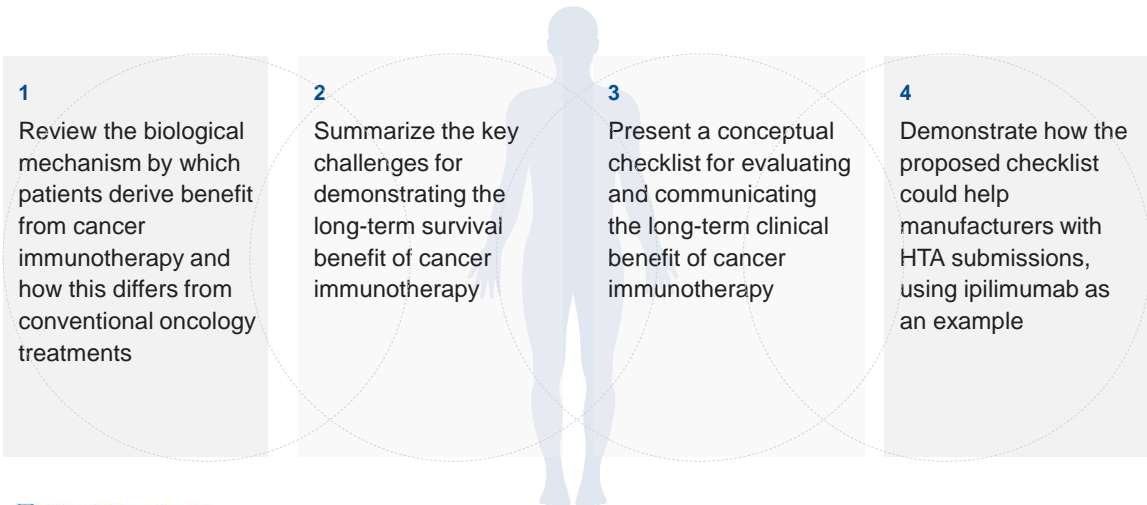 1
Review the biological
mechanism by which
patients derive benefit
from cancer
immunotherapy and
how this differs from
conventional oncology
treatments
2
Summarize the key
challenges for
demonstrating the
long-term survival
benefit of cancer
immunotherapy
3
Present a conceptual
checklist for evaluating
and communicating
the long-term clinical
benefit of cancer
immunotherapy
4
Demonstrate how the
proposed checklist
could help
manufacturers with
HTA submissions,
using ipilimumab as
an example